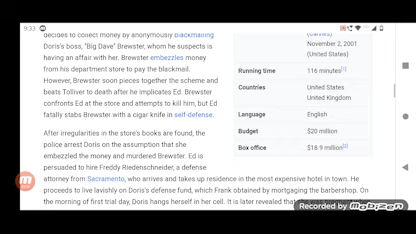 9:33
decides to collect money by anonymously blackmailing
Doris's boss, "Big Dave" Brewster, whom he suspects is
having an affair with her. Brewster embezzles money
from his department store to pay the blackmail.
However, Brewster soon pieces together the scheme and
beats Tolliver to death after he implicates Ed. Brewster
confronts Ed at the store and attempts to kill him, but Ed
fatally stabs Brewster with a cigar knife in self-defense.
After irregularities in the store's books are found, the
police arrest Doris on the assumption that she
embezzled the money and murdered Brewster. Ed is
persuaded to hire Freddy Riedenschneider, a defense
attorney from Sacramento, who arrives and takes up residence in the most expensive hotel in town. He
proceeds to live lavishly on Doris's defense fund, which Frank obtained by mortgaging the barbershop. On
the morning of first trial day, Doris hangs herself in her cell. It is later revealed that she was
(Cannes)
November 2, 2001
(United States)
Running time 116 minutes[1]
Countries United States
United Kingdom
Language English
Budget $20 million
Box office $18.9 million[2]
Recorded by Mobizen